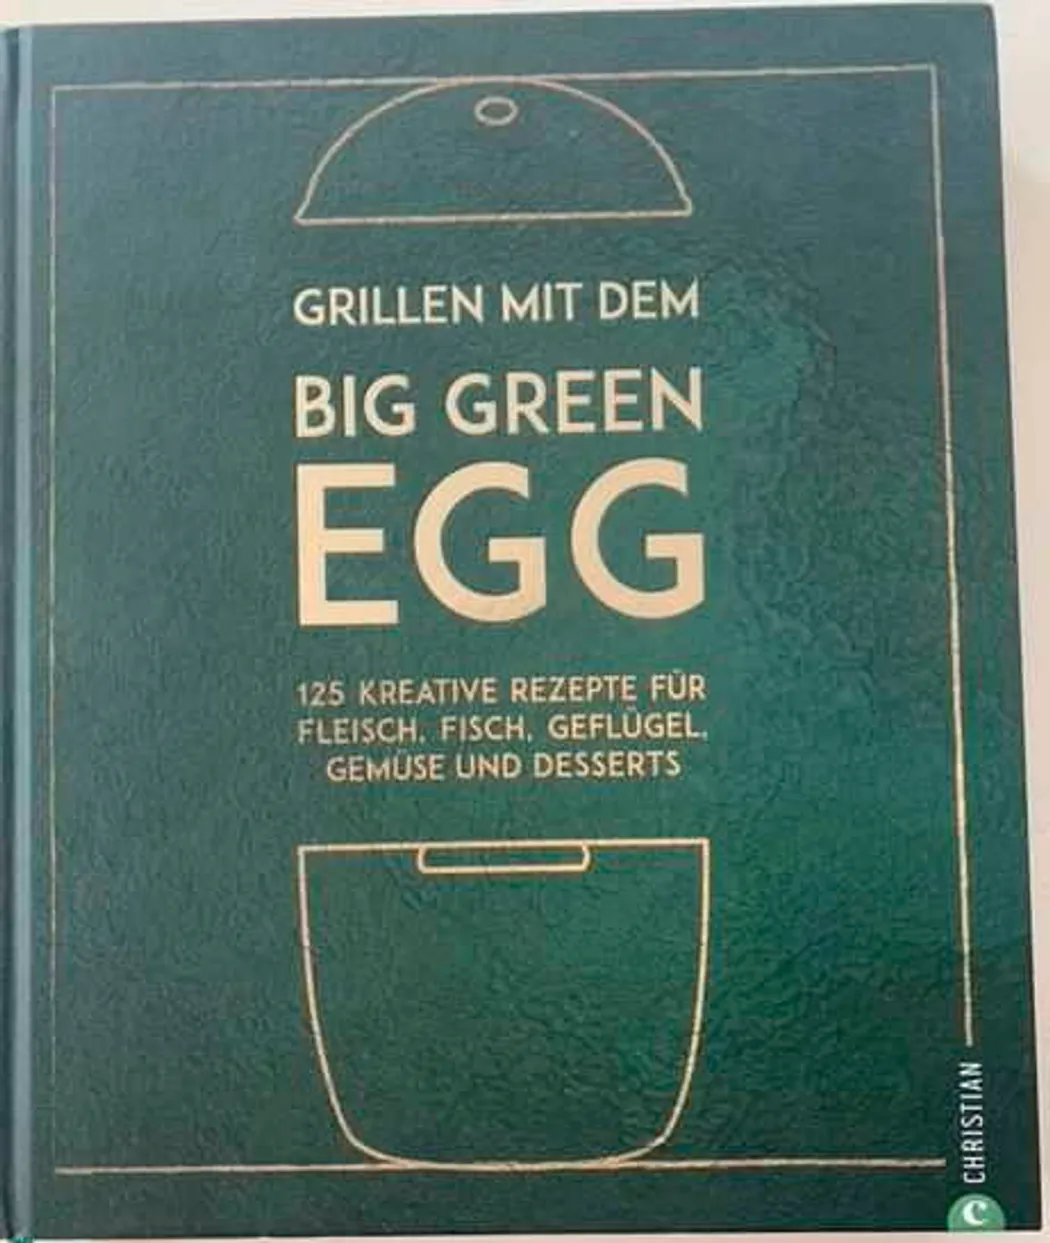 GRILLEN MIT DEM
BIG GREEN
EGG
125 KREATIVE REZEPTE FÜR
FLEISCH, FISCH, GEFLÜGEL,
GEMÜSE UND DESSERTS
CHRISTIAN
C